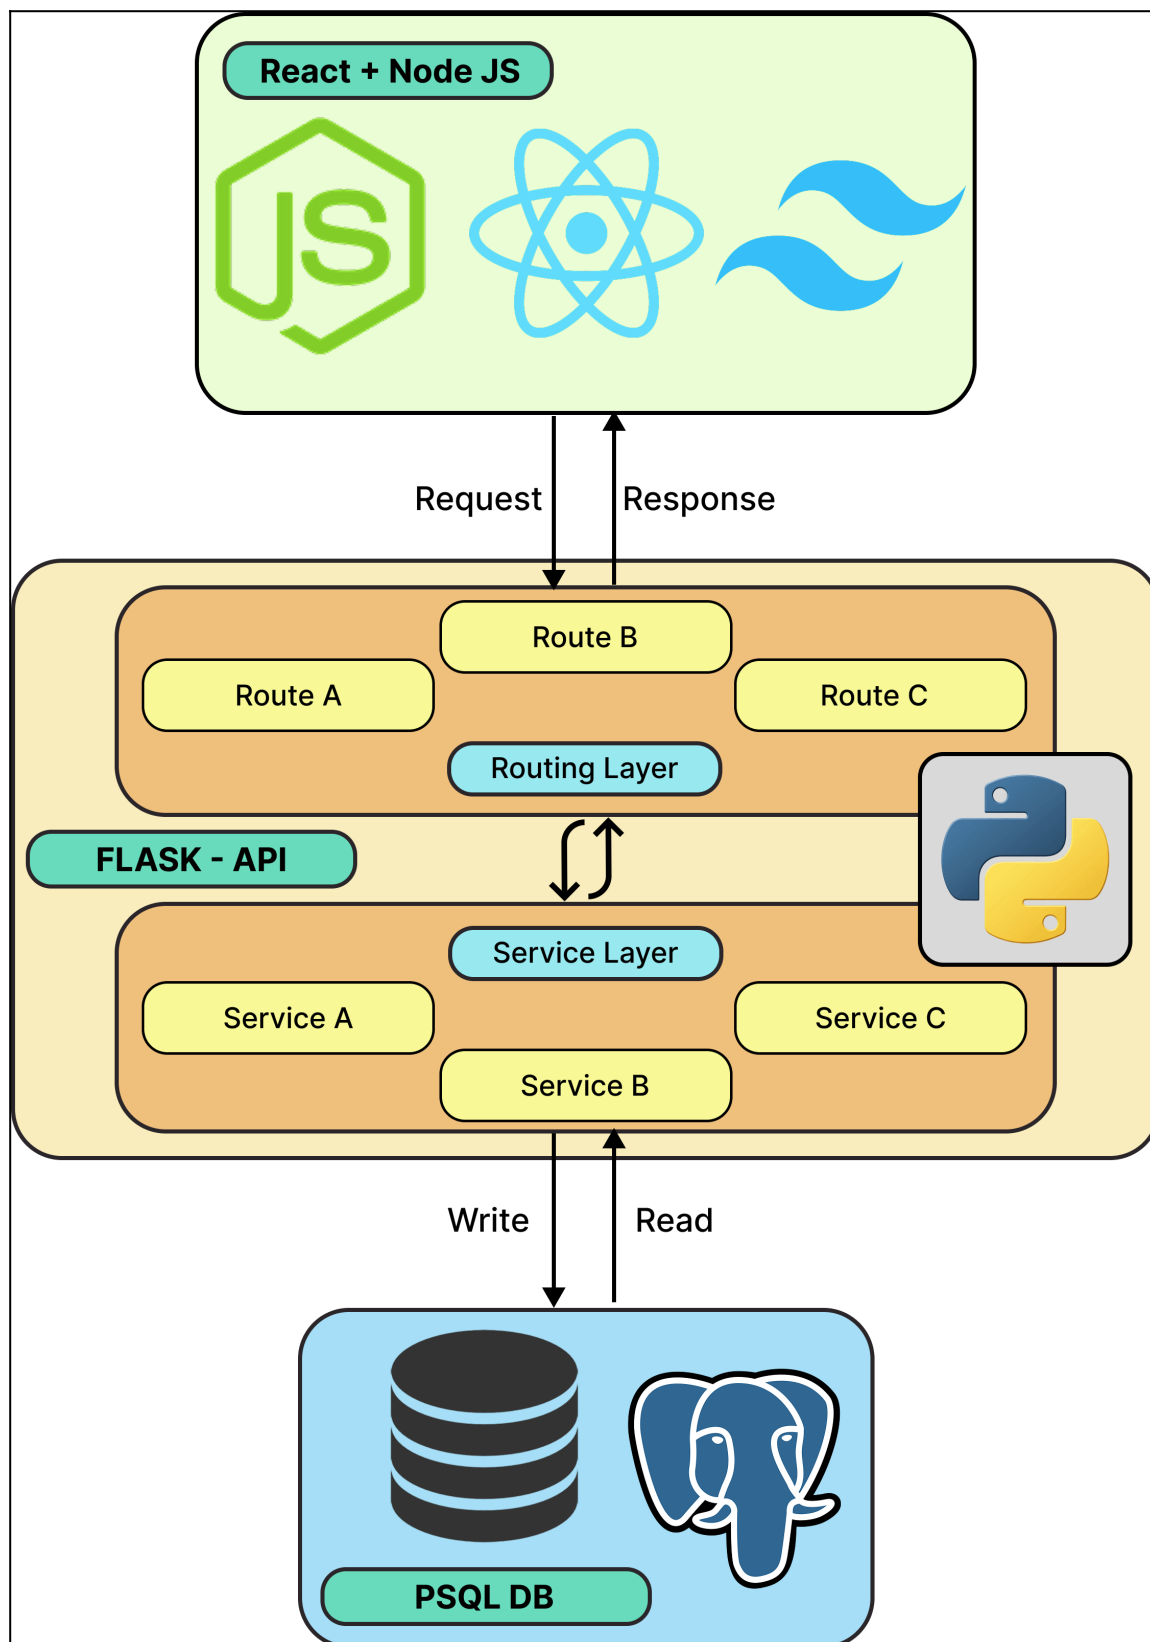 React + Node JS
JS
Request
Response
Route B
Route A
Route C
Routing Layer
FLASK - API
Service Layer
Service A
Service C
Service B
Write
Read
PSQL DB